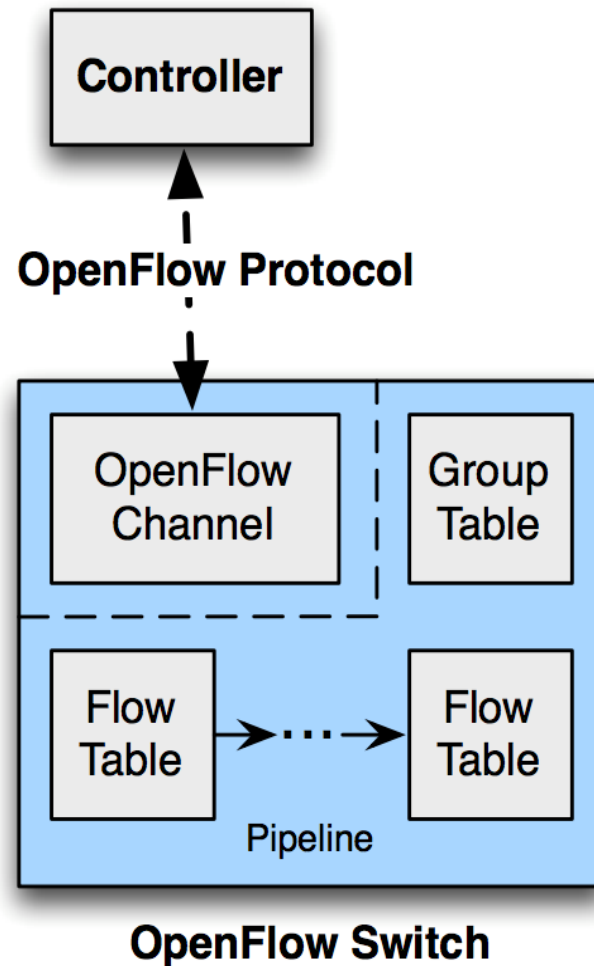 Controller
OpenFlow Protocol
OpenFlow
Channel
Group
Table
Flow
Table
...
Flow
Table
Pipeline
OpenFlow Switch